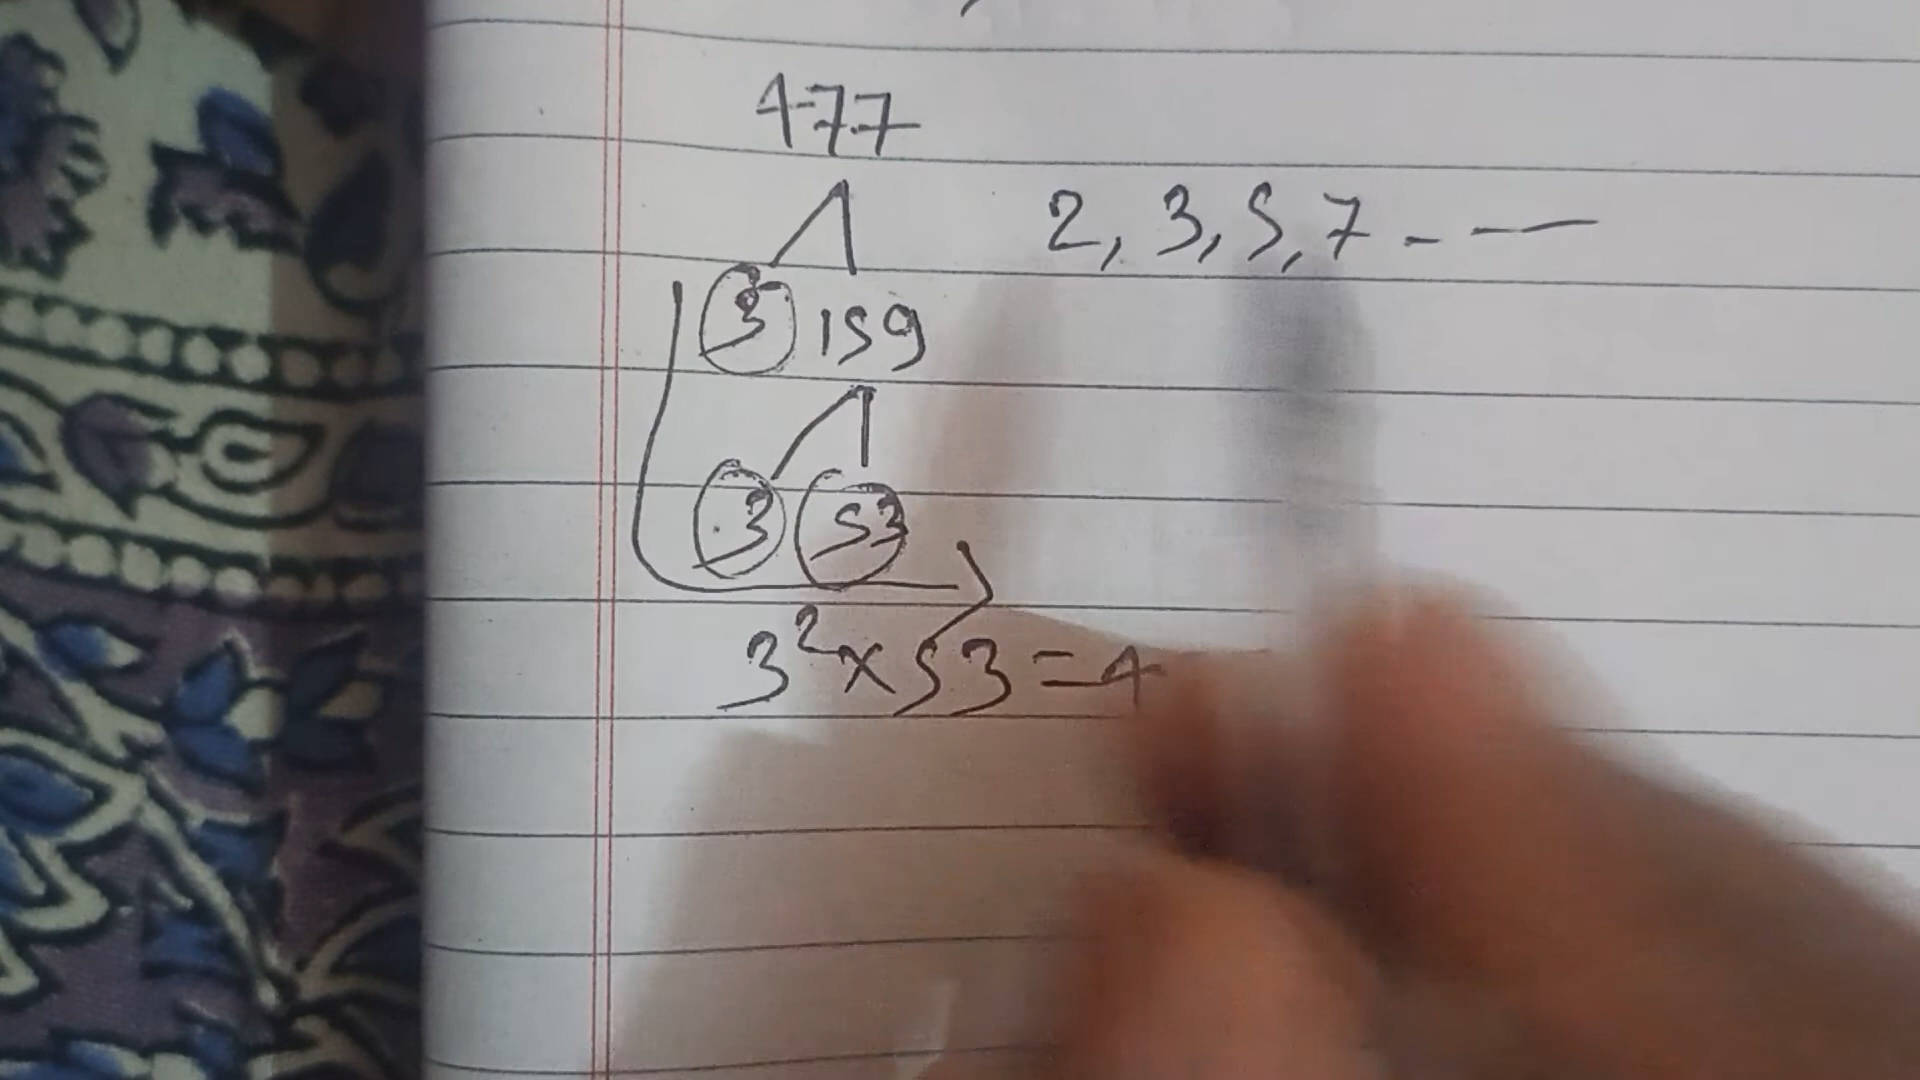 477
2, 3, 5, 7 - —
3 159
3 53
3² x 53 = 4